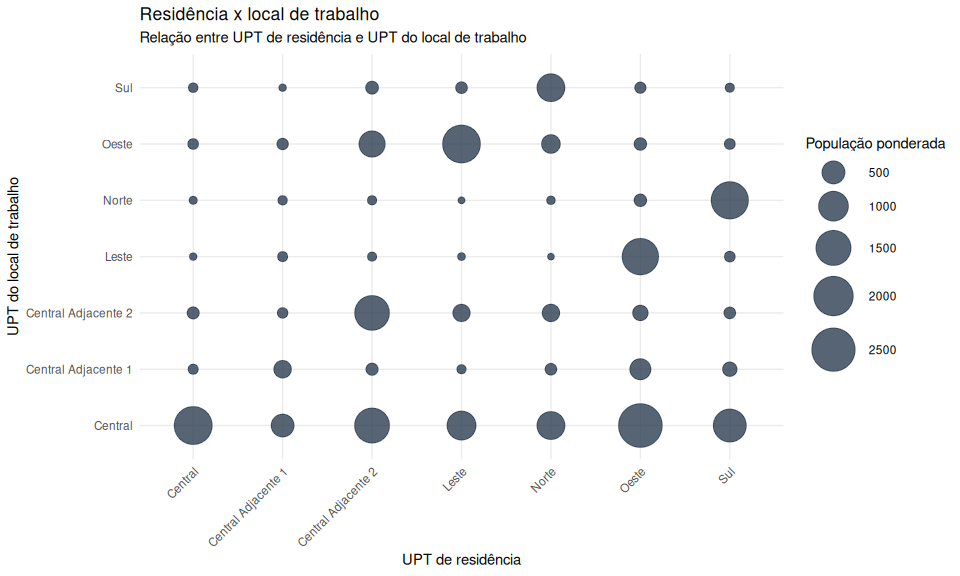 Residência x local de trabalho
Relação entre UPT de residência e UPT do local de trabalho
UPT do local de trabalho
Sul
Oeste
Norte
Leste
Central Adjacente 2
Central Adjacente 1
Central
Central
Central Adjacente 1
Central Adjacente 2
Leste
Norte
Oeste
Sul
UPT de residência
População ponderada
500
1000
1500
2000
2500